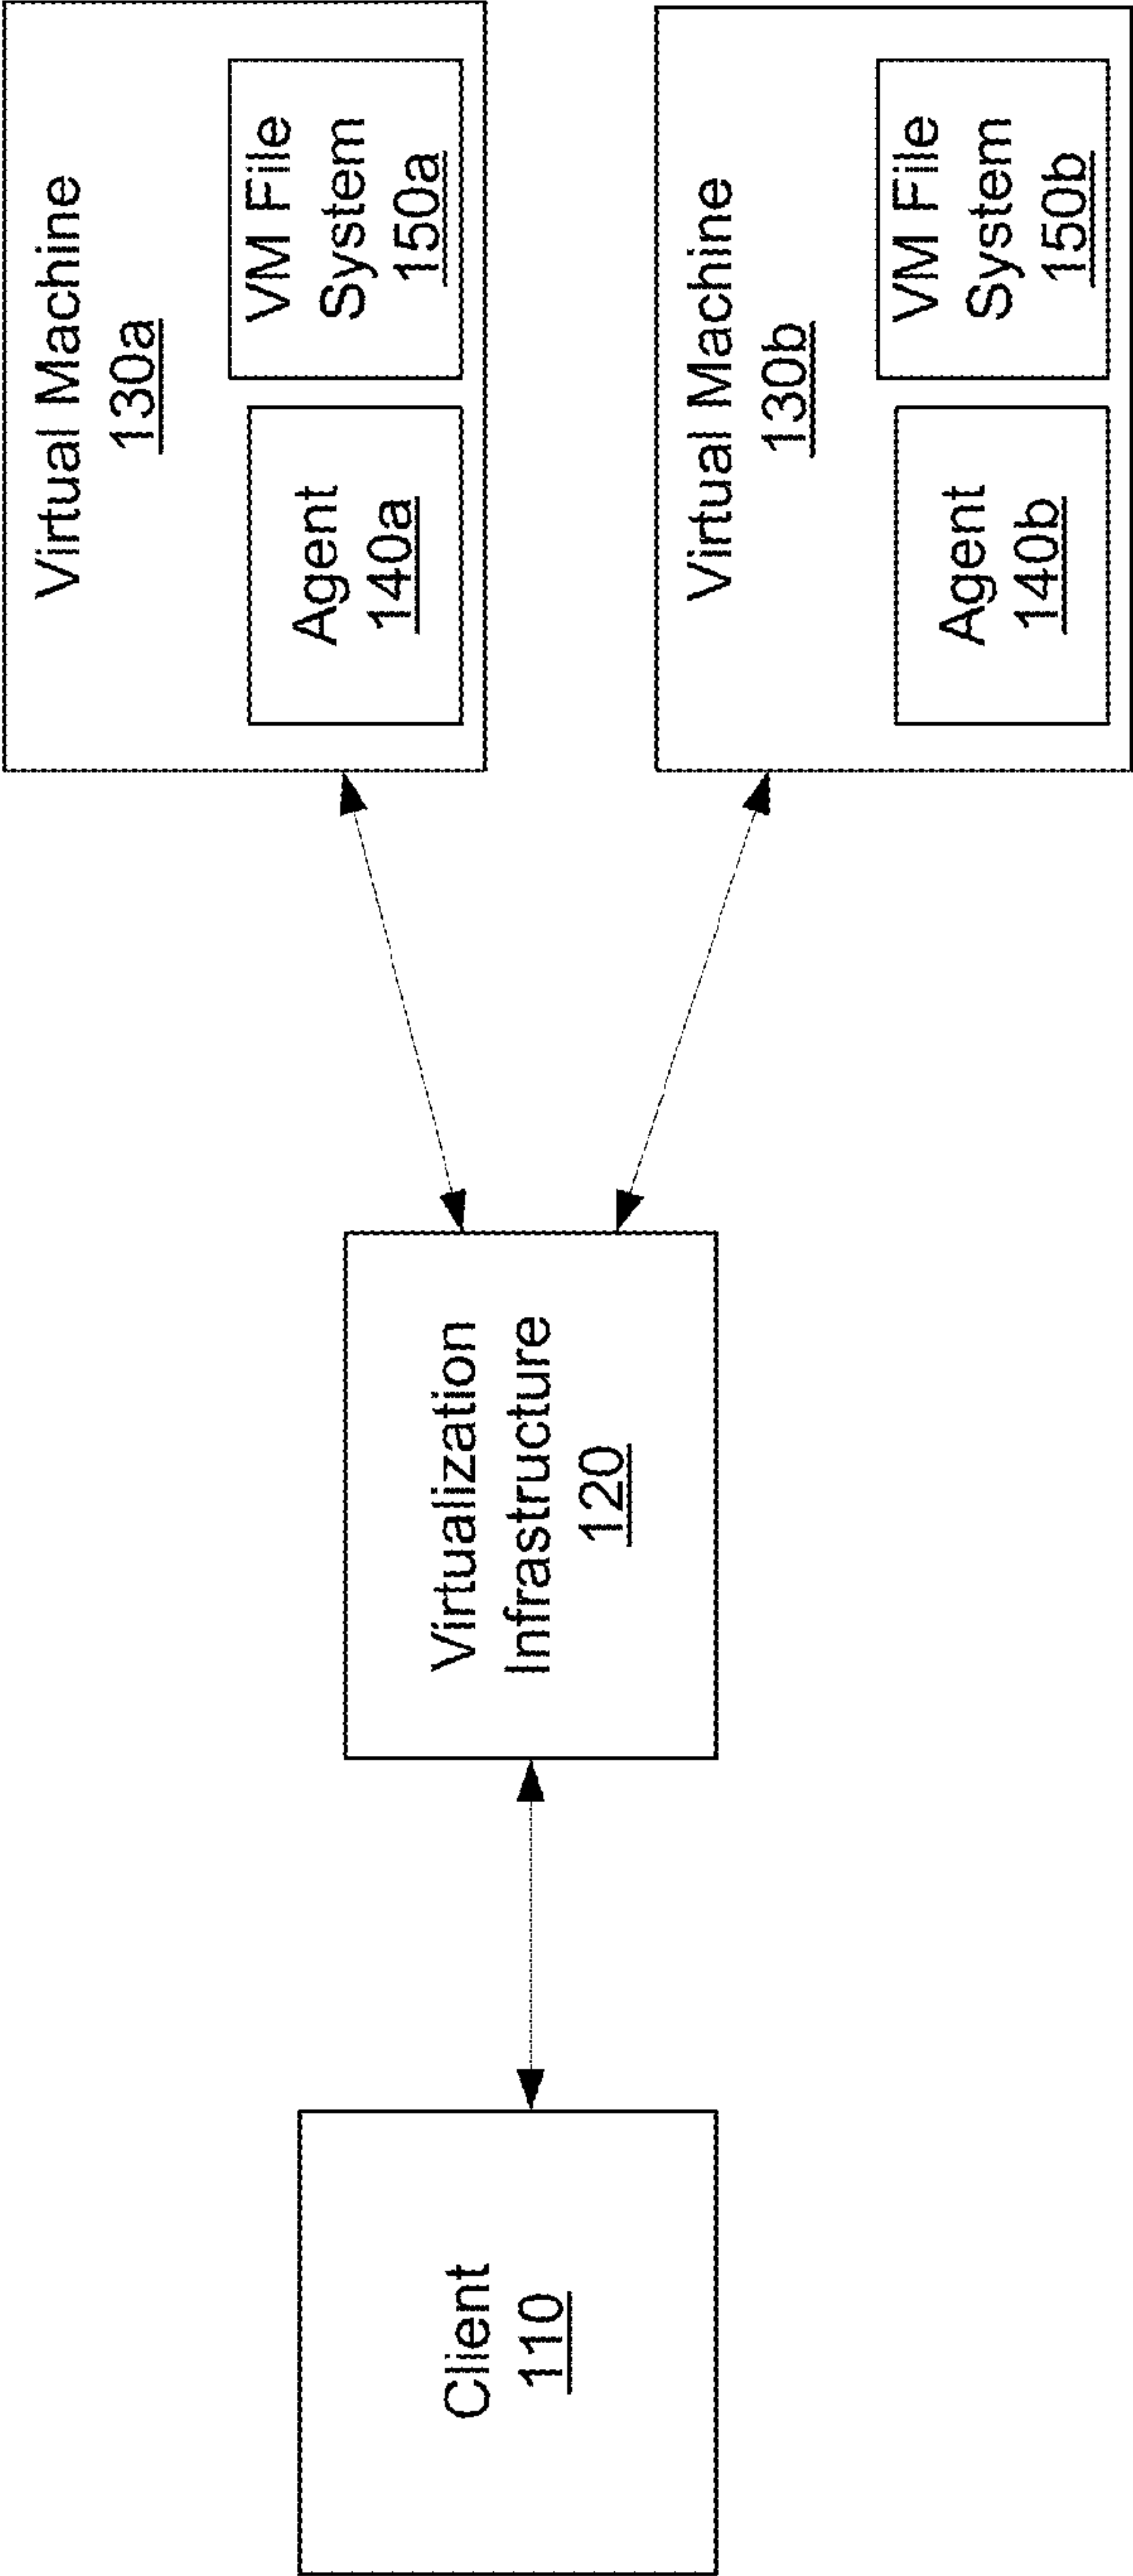 Client
110
Virtualization
Infrastructure
120
Virtual Machine
130a
Agent
140a
VM File
System
150a
Virtual Machine
130b
Agent
140b
VM File
System
150b